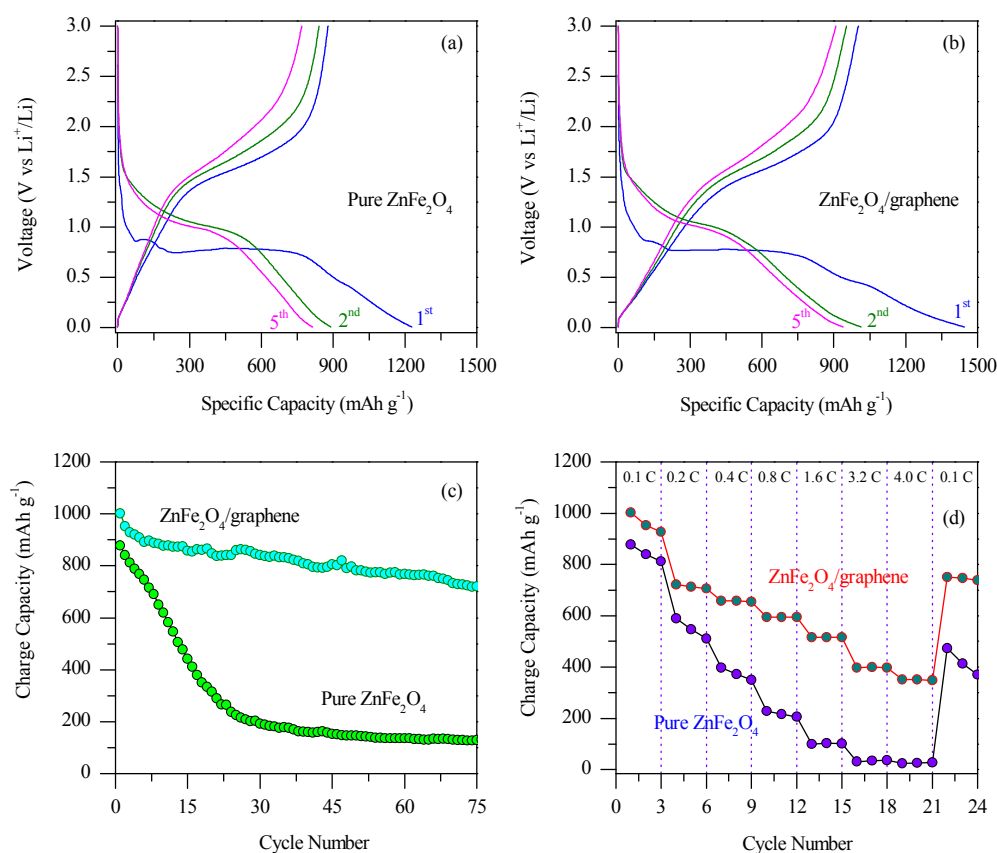 (a)
Pure ZnFe₂O₄
5ᵗʰ
2ⁿᵈ
1ˢᵗ
3.0
2.5
2.0
1.5
1.0
0.5
0.0
Voltage (V vs Li⁺/Li)
0 300 600 900 1200 1500
Specific Capacity (mAh g⁻¹)
(b)
ZnFe₂O₄/graphene
5ᵗʰ
2ⁿᵈ
1ˢᵗ
3.0
2.5
2.0
1.5
1.0
0.5
0.0
Voltage (V vs Li⁺/Li)
0 300 600 900 1200 1500
Specific Capacity (mAh g⁻¹)
(c)
ZnFe₂O₄/graphene
Pure ZnFe₂O₄
1200
1000
800
600
400
200
0
Charge Capacity (mAh g⁻¹)
0 15 30 45 60 75
Cycle Number
0.1 C 0.2 C 0.4 C 0.8 C 1.6 C 3.2 C 4.0 C 0.1 C
(d)
ZnFe₂O₄/graphene
Pure ZnFe₂O₄
1200
1000
800
600
400
200
0
Charge Capacity (mAh g⁻¹)
0 3 6 9 12 15 18 21 24
Cycle Number